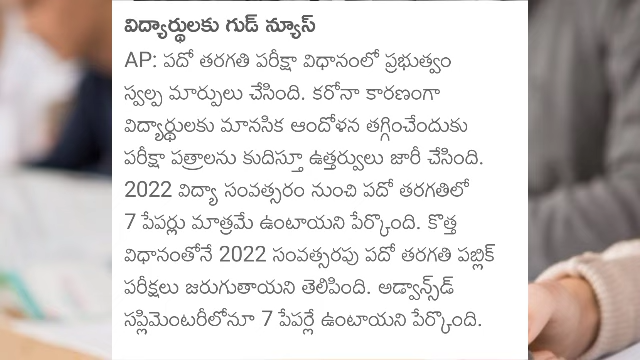 విద్యార్థులకు గుడ్ న్యూస్
AP: పదో తరగతి పరీక్షా విధానంలో ప్రభుత్వం
స్వల్ప మార్పులు చేసింది. కరోనా కారణంగా
విద్యార్థులకు మానసిక ఆందోళన తగ్గించేందుకు
పరీక్షా పత్రాలను కుదిస్తూ ఉత్తర్వులు జారీ చేసింది.
2022 విద్యా సంవత్సరం నుంచి పదో తరగతిలో
7 పేపర్లు మాత్రమే ఉంటాయని పేర్కొంది. కొత్త
విధానంతోనే 2022 సంవత్సరపు పదో తరగతి పబ్లిక్
పరీక్షలు జరుగుతాయని తెలిపింది. అడ్వాన్స్‌డ్
సప్లిమెంటరీలోనూ 7 పేపర్లే ఉంటాయని పేర్కొంది.